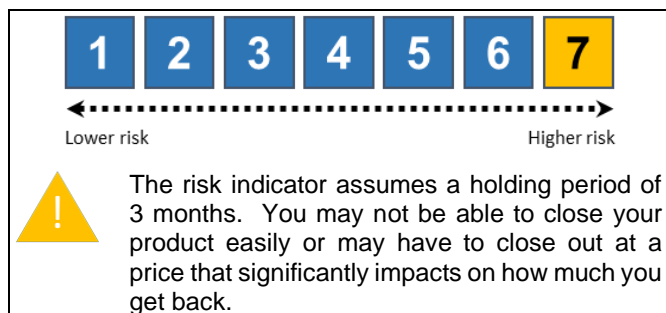 1 2 3 4 5 6 7
Lower risk Higher risk
!
The risk indicator assumes a holding period of
3 months. You may not be able to close your
product easily or may have to close out at a
price that significantly impacts on how much you
get back.